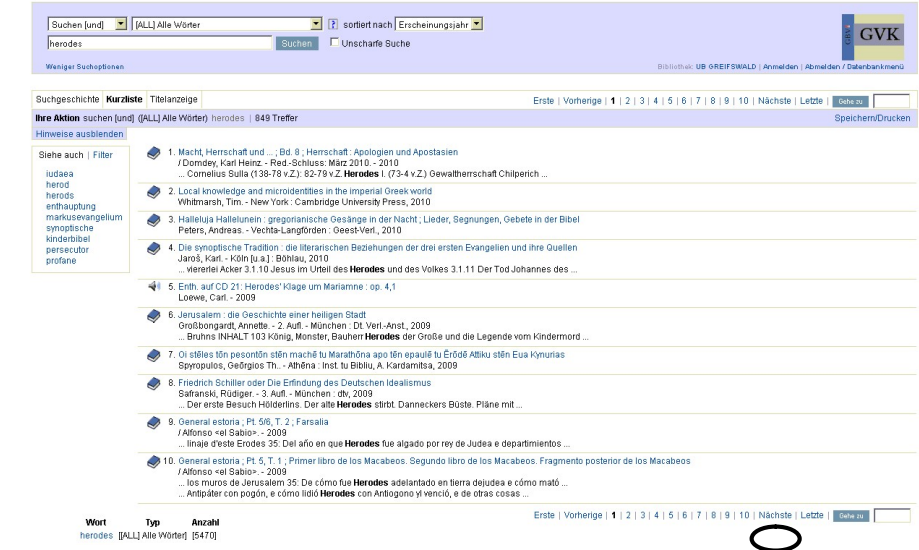 Suchen [und] [ALL] Alle Wörter ? sortiert nach Erscheinungsjahr
herodes Suchen Unscharfe Suche
GBV GVK
Weniger Suchoptionen Bibliothek: UB GREIFSWALD | Anmelden | Abmelden / Datenbankmenü
Suchgeschichte Kurzliste Titelanzeige Erste | Vorherige | 1 | 2 | 3 | 4 | 5 | 6 | 7 | 8 | 9 | 10 | Nächste | Letzte | Gehe zu
Ihre Aktion suchen [und] ([ALL] Alle Wörter) herodes | 849 Treffer Speichern/Drucken
Hinweise ausblenden
Siehe auch | Filter
iudaea
herod
herods
enthauptung
markusevangelium
synoptische
kinderbibel
persecutor
profane
1. Macht, Herrschaft und ... ; Bd. 8 ; Herrschaft : Apologien und Apostasien
/ Domdey, Karl Heinz. - Red.-Schluss: März 2010. - 2010
... Cornelius Sulla (138-78 v.Z.): 82-79 v.Z. Herodes I. (73-4 v.Z.) Gewaltherrschaft Chilperich ...
2. Local knowledge and microidentities in the imperial Greek world
Whitmarsh, Tim. - New York : Cambridge University Press, 2010
3. Halleluja Hallelunein : gregorianische Gesänge in der Nacht ; Lieder, Segnungen, Gebete in der Bibel
Peters, Andreas. - Vechta-Langförden : Geest-Verl., 2010
4. Die synoptische Tradition : die literarischen Beziehungen der drei ersten Evangelien und ihre Quellen
Jaroš, Karl. - Köln [u.a.] : Böhlau, 2010
... viererlei Acker 3.1.10 Jesus im Urteil des Herodes und des Volkes 3.1.11 Der Tod Johannes des ...
5. Enth. auf CD 21: Herodes' Klage um Mariamne : op. 4,1
Loewe, Carl. - 2009
6. Jerusalem : die Geschichte einer heiligen Stadt
Großbongardt, Annette. - 2. Aufl. - München : Dt. Verl.-Anst., 2009
... Bruhns INHALT 103 König, Monster, Bauherr Herodes der Große und die Legende vom Kindermord ...
7. Oi stēles tōn pesontōn stēn machē tu Marathōna apo tēn epaulē tu Ērōdē Attiku stēn Eua Kynurias
Spyropulos, Geōrgios Th.. - Athēna : Inst. tu Bibliu, A. Kardamitsa, 2009
8. Friedrich Schiller oder Die Erfindung des Deutschen Idealismus
Safranski, Rüdiger. - 3. Aufl. - München : dtv, 2009
... Der erste Besuch Hölderlins. Der alte Herodes stirbt. Danneckers Büste. Pläne mit ...
9. General estoria ; Pt. 5/6, T. 2 ; Farsalia
/ Alfonso <el Sabio>. - 2009
... linaje d'este Erodes 35: Del año en que Herodes fue algado por rey de Judea e departimientos ...
10. General estoria ; Pt. 5, T. 1 ; Primer libro de los Macabeos. Segundo libro de los Macabeos. Fragmento posterior de los Macabeos
/ Alfonso <el Sabio>. - 2009
... los muros de Jerusalem 35: De cómo fue Herodes adelantado en tierra dejudea e cómo mató ...
... Antipáter con pogón, e cómo lidió Herodes con Antiogono yl venció, e de otras cosas ...
Erste | Vorherige | 1 | 2 | 3 | 4 | 5 | 6 | 7 | 8 | 9 | 10 | Nächste | Letzte | Gehe zu
Wort Typ Anzahl
herodes [[ALL] Alle Wörter] [5470]